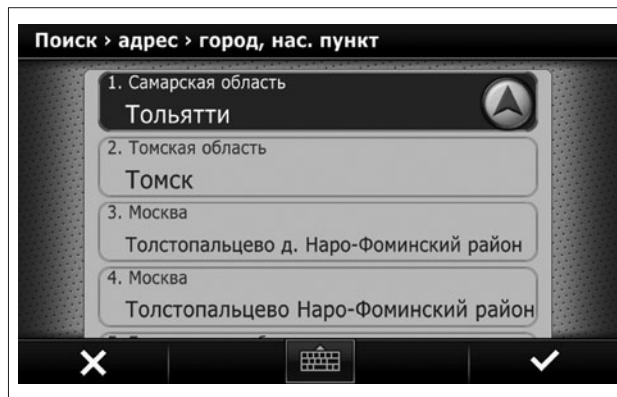 Поиск › адрес › город, нас. пункт
1. Самарская область
Тольятти
2. Томская область
Томск
3. Москва
Толстопальцево д. Наро-Фоминский район
4. Москва
Толстопальцево Наро-Фоминский район